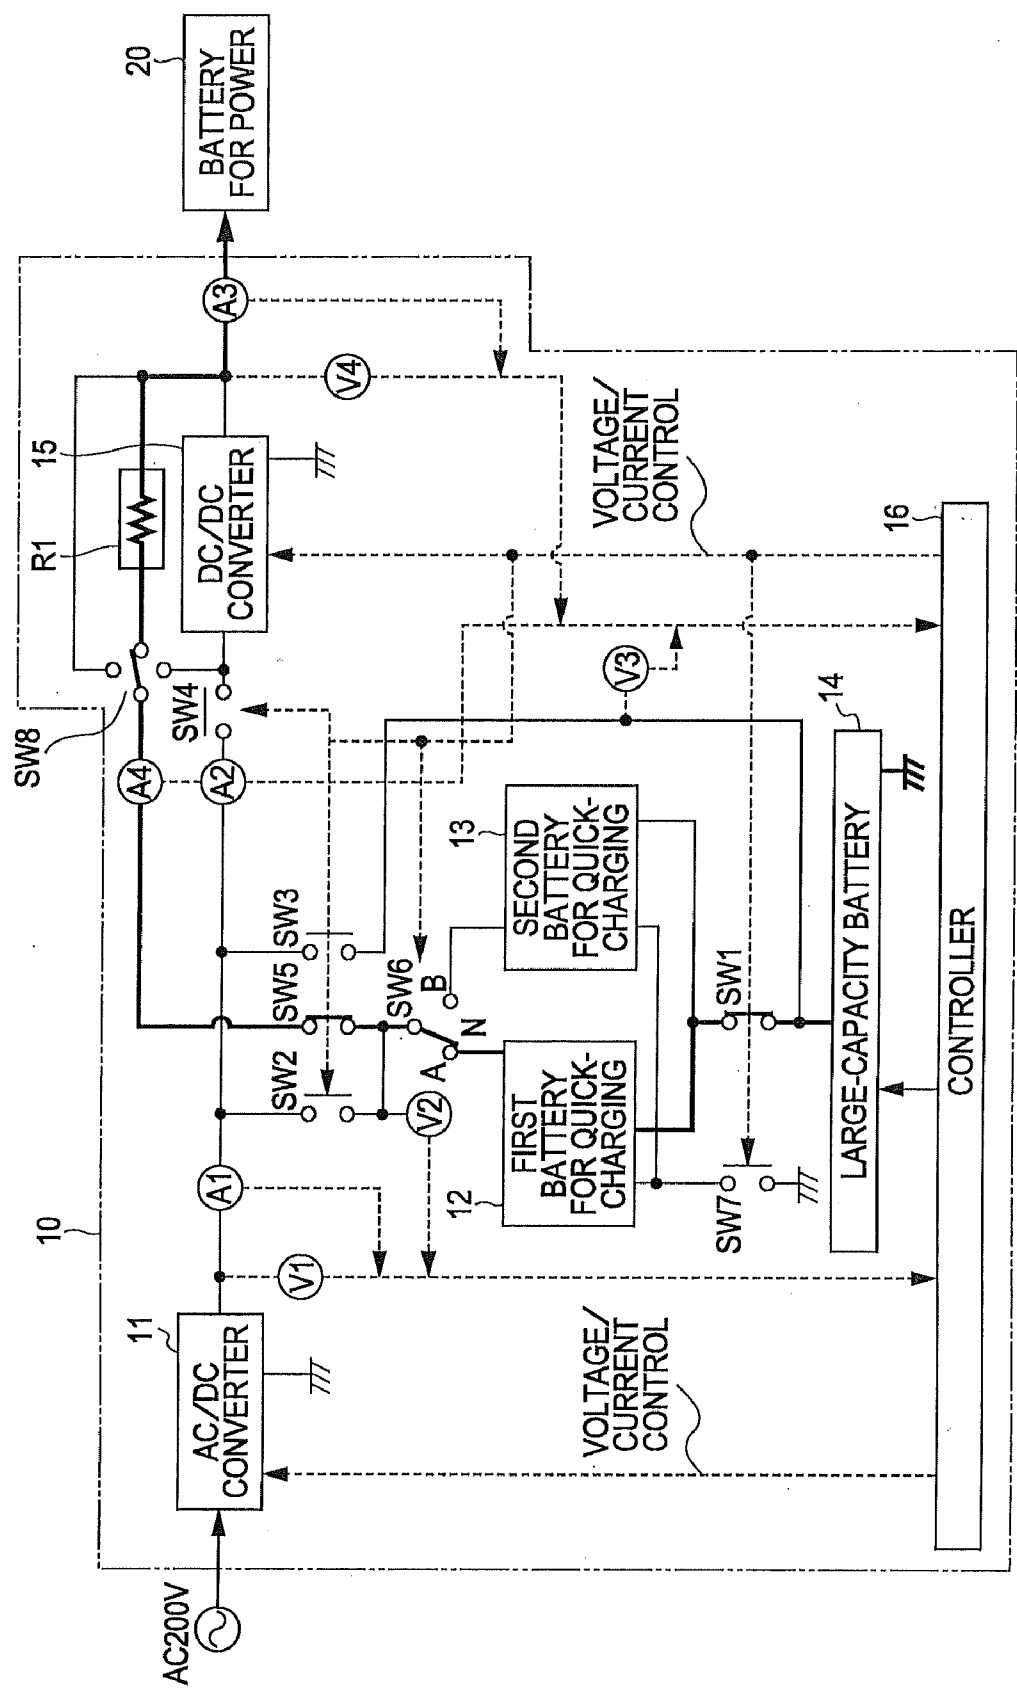 AC200V
10
11
AC/DC
CONVERTER
V1
A1
VOLTAGE/
CURRENT
CONTROL
SW2
SW5
SW3
V2
SW6
A
N
B
12
FIRST
BATTERY
FOR QUICK-
CHARGING
13
SECOND
BATTERY
FOR QUICK-
CHARGING
SW7
SW1
14
LARGE-CAPACITY BATTERY
16
CONTROLLER
SW8
A4
A2
SW4
V3
R1
15
DC/DC
CONVERTER
VOLTAGE/
CURRENT
CONTROL
V4
A3
20
BATTERY
FOR POWER